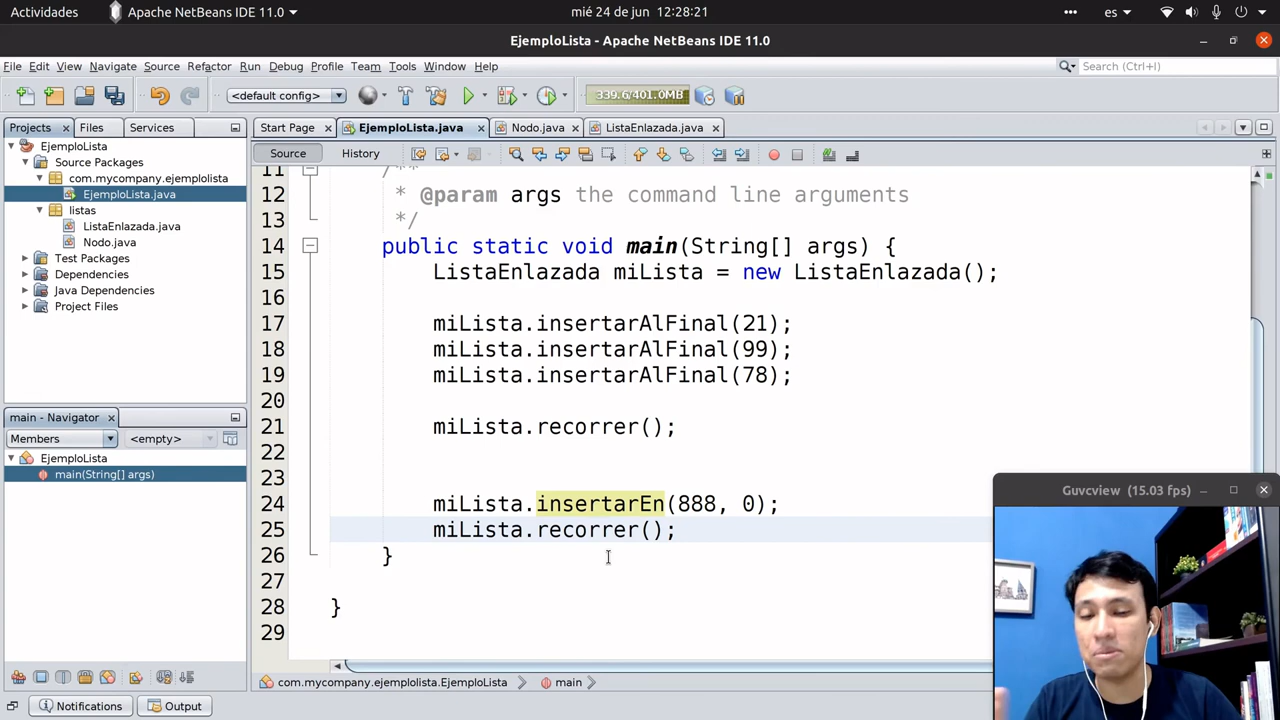 Actividades
Apache NetBeans IDE 11.0
mié 24 de jun 12:28:21
es
EjemploLista - Apache NetBeans IDE 11.0
File Edit View Navigate Source Refactor Run Debug Profile Team Tools Window Help
Search (Ctrl+I)
<default config>
339.6/401.0MB
Projects Files Services
Start Page EjemploLista.java Nodo.java ListaEnlazada.java
Source History
EjemploLista
Source Packages
com.mycompany.ejemplolista
EjemploLista.java
listas
ListaEnlazada.java
Nodo.java
Test Packages
Dependencies
Java Dependencies
Project Files
main - Navigator
Members <empty>
EjemploLista
main(String[] args)
11 /**
12 * @param args the command line arguments
13 */
14 public static void main(String[] args) {
15 ListaEnlazada miLista = new ListaEnlazada();
16
17 miLista.insertarAlFinal(21);
18 miLista.insertarAlFinal(99);
19 miLista.insertarAlFinal(78);
20
21 miLista.recorrer();
22
23
24 miLista.insertarEn(888, 0);
25 miLista.recorrer();
26 }
27
28 }
29
Guvcview (15.03 fps)
com.mycompany.ejemplolista.EjemploLista main
Notifications Output